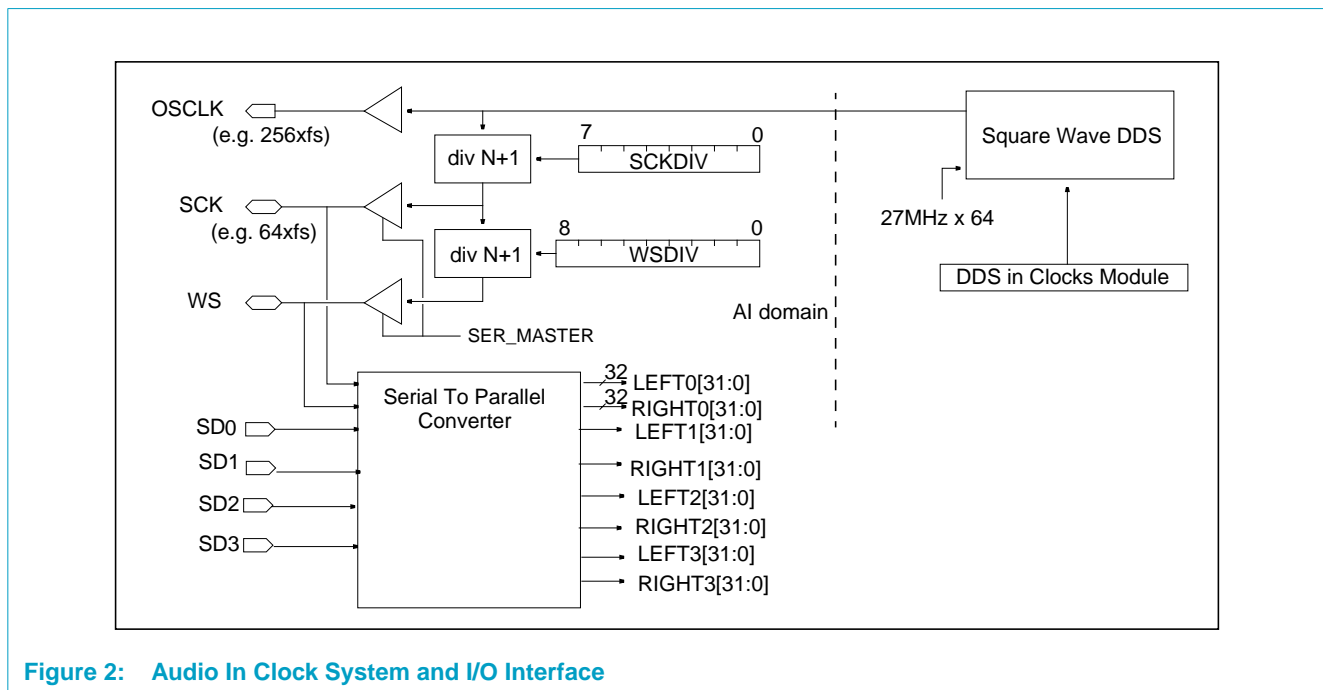 OSCLK
(e.g. 256xfs)
7 0
div N+1
SCKDIV
Square Wave DDS
SCK
(e.g. 64xfs)
27MHz x 64
8 0
div N+1
WSDIV
DDS in Clocks Module
WS
AI domain
SER_MASTER
Serial To Parallel
Converter
32
LEFT0[31:0]
32
RIGHT0[31:0]
SD0
LEFT1[31:0]
SD1
RIGHT1[31:0]
LEFT2[31:0]
SD2
RIGHT2[31:0]
SD3
LEFT3[31:0]
RIGHT3[31:0]
Figure 2: Audio In Clock System and I/O Interface